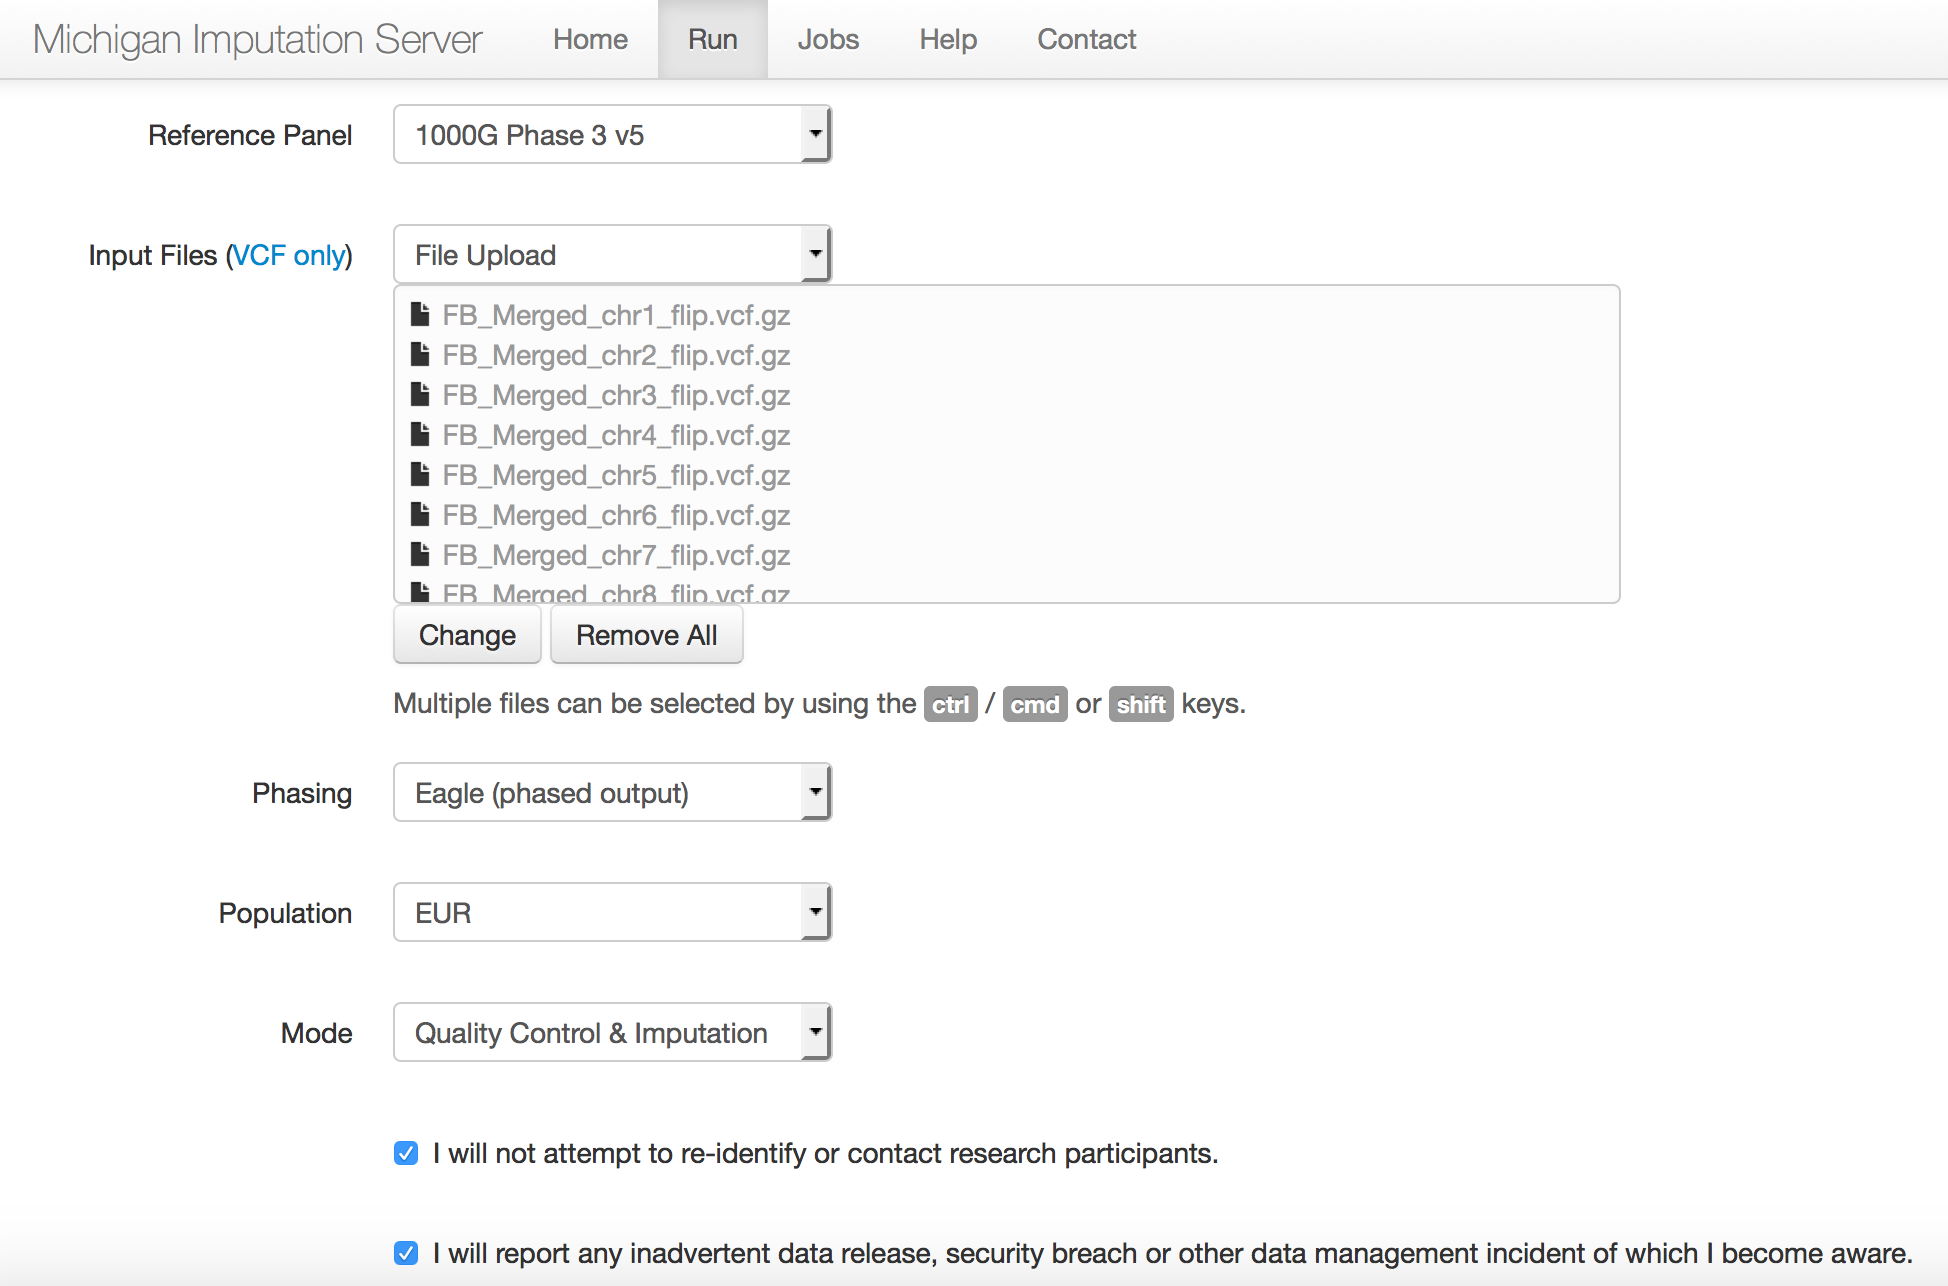 Michigan Imputation Server Home Run Jobs Help Contact
Reference Panel 1000G Phase 3 v5
Input Files (VCF only) File Upload
FB_Merged_chr1_flip.vcf.gz
FB_Merged_chr2_flip.vcf.gz
FB_Merged_chr3_flip.vcf.gz
FB_Merged_chr4_flip.vcf.gz
FB_Merged_chr5_flip.vcf.gz
FB_Merged_chr6_flip.vcf.gz
FB_Merged_chr7_flip.vcf.gz
FB_Merged_chr8_flip.vcf.gz
Change Remove All
Multiple files can be selected by using the ctrl / cmd or shift keys.
Phasing Eagle (phased output)
Population EUR
Mode Quality Control & Imputation
I will not attempt to re-identify or contact research participants.
I will report any inadvertent data release, security breach or other data management incident of which I become aware.